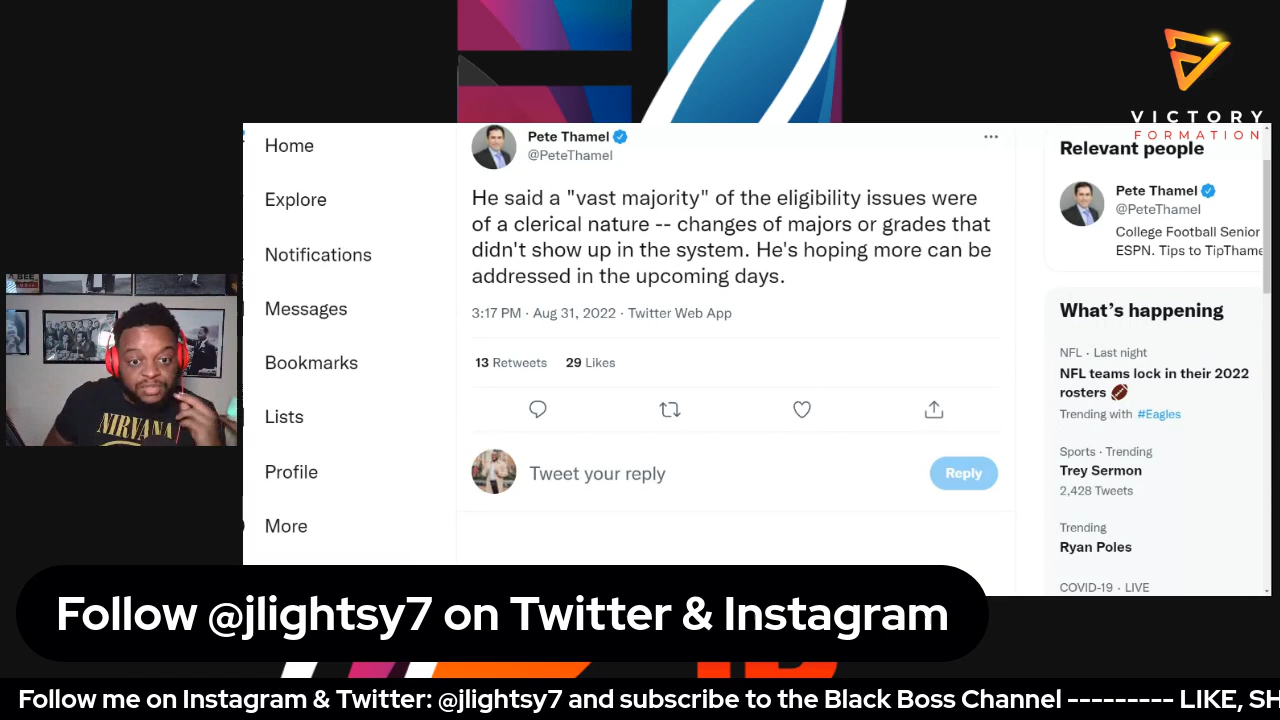 VICTORY
FORMATION
Home
Explore
Notifications
Messages
Bookmarks
Lists
Profile
More
Pete Thamel
@PeteThamel
He said a "vast majority" of the eligibility issues were
of a clerical nature -- changes of majors or grades that
didn't show up in the system. He's hoping more can be
addressed in the upcoming days.
3:17 PM · Aug 31, 2022 · Twitter Web App
13 Retweets 29 Likes
Tweet your reply
Reply
Relevant people
Pete Thamel
@PeteThamel
College Football Senior
ESPN. Tips to TipThame
What's happening
NFL · Last night
NFL teams lock in their 2022
rosters 🏈
Trending with #Eagles
Sports · Trending
Trey Sermon
2,428 Tweets
Trending
Ryan Poles
COVID-19 · LIVE
NIRVANA
Follow @jlightsy7 on Twitter & Instagram
Follow me on Instagram & Twitter: @jlightsy7 and subscribe to the Black Boss Channel --------- LIKE, SH